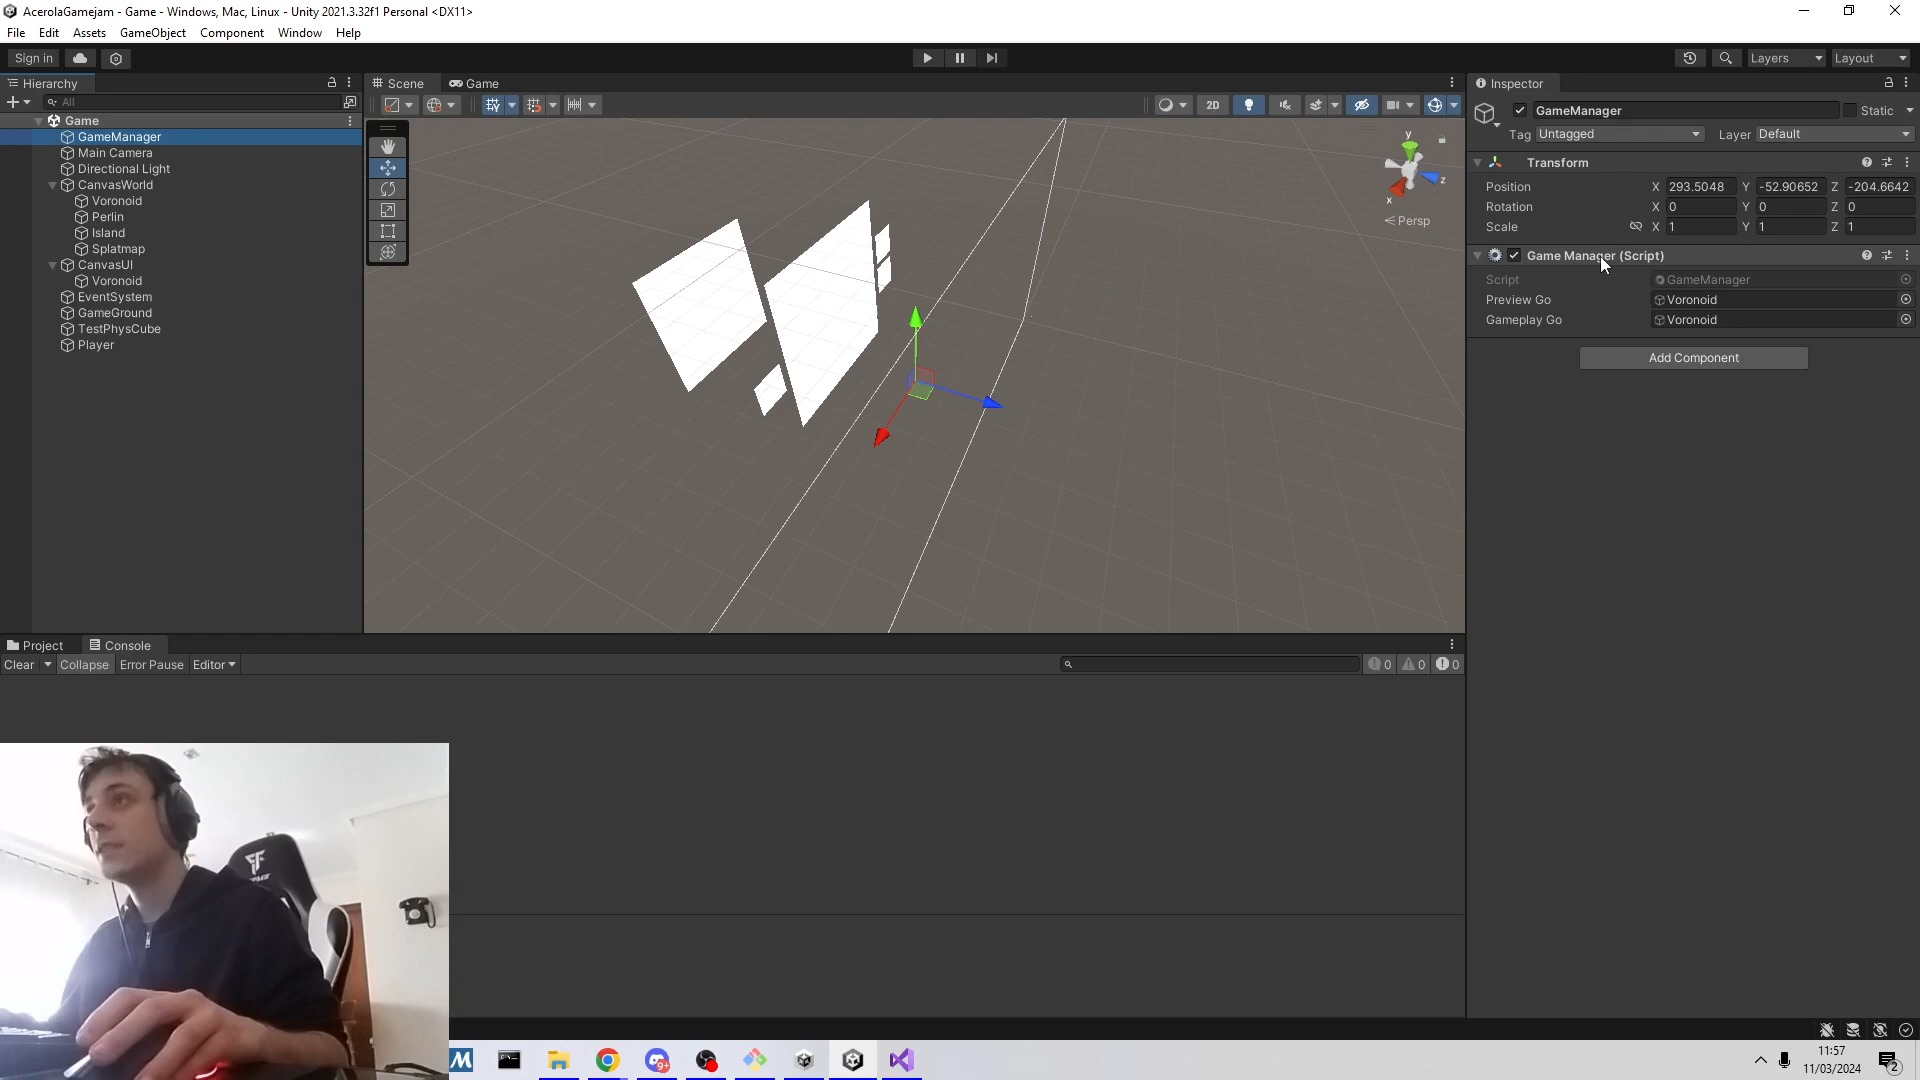 AcerolaGamejam - Game - Windows, Mac, Linux - Unity 2021.3.32f1 Personal <DX11>
File Edit Assets GameObject Component Window Help
Sign in
Layers
Layout
Hierarchy
All
Game
GameManager
Main Camera
Directional Light
CanvasWorld
Voronoid
Perlin
Island
Splatmap
CanvasUI
Voronoid
EventSystem
GameGround
TestPhysCube
Player
Scene
Game
2D
y
z
x
Persp
Inspector
GameManager
Static
Tag Untagged
Layer Default
Transform
Position X 293.5048 Y -52.90652 Z -204.6642
Rotation X 0 Y 0 Z 0
Scale X 1 Y 1 Z 1
Game Manager (Script)
Script GameManager
Preview Go Voronoid
Gameplay Go Voronoid
Add Component
Project
Console
Clear Collapse Error Pause Editor
0 0 0
9+
11:57
11/03/2024
2